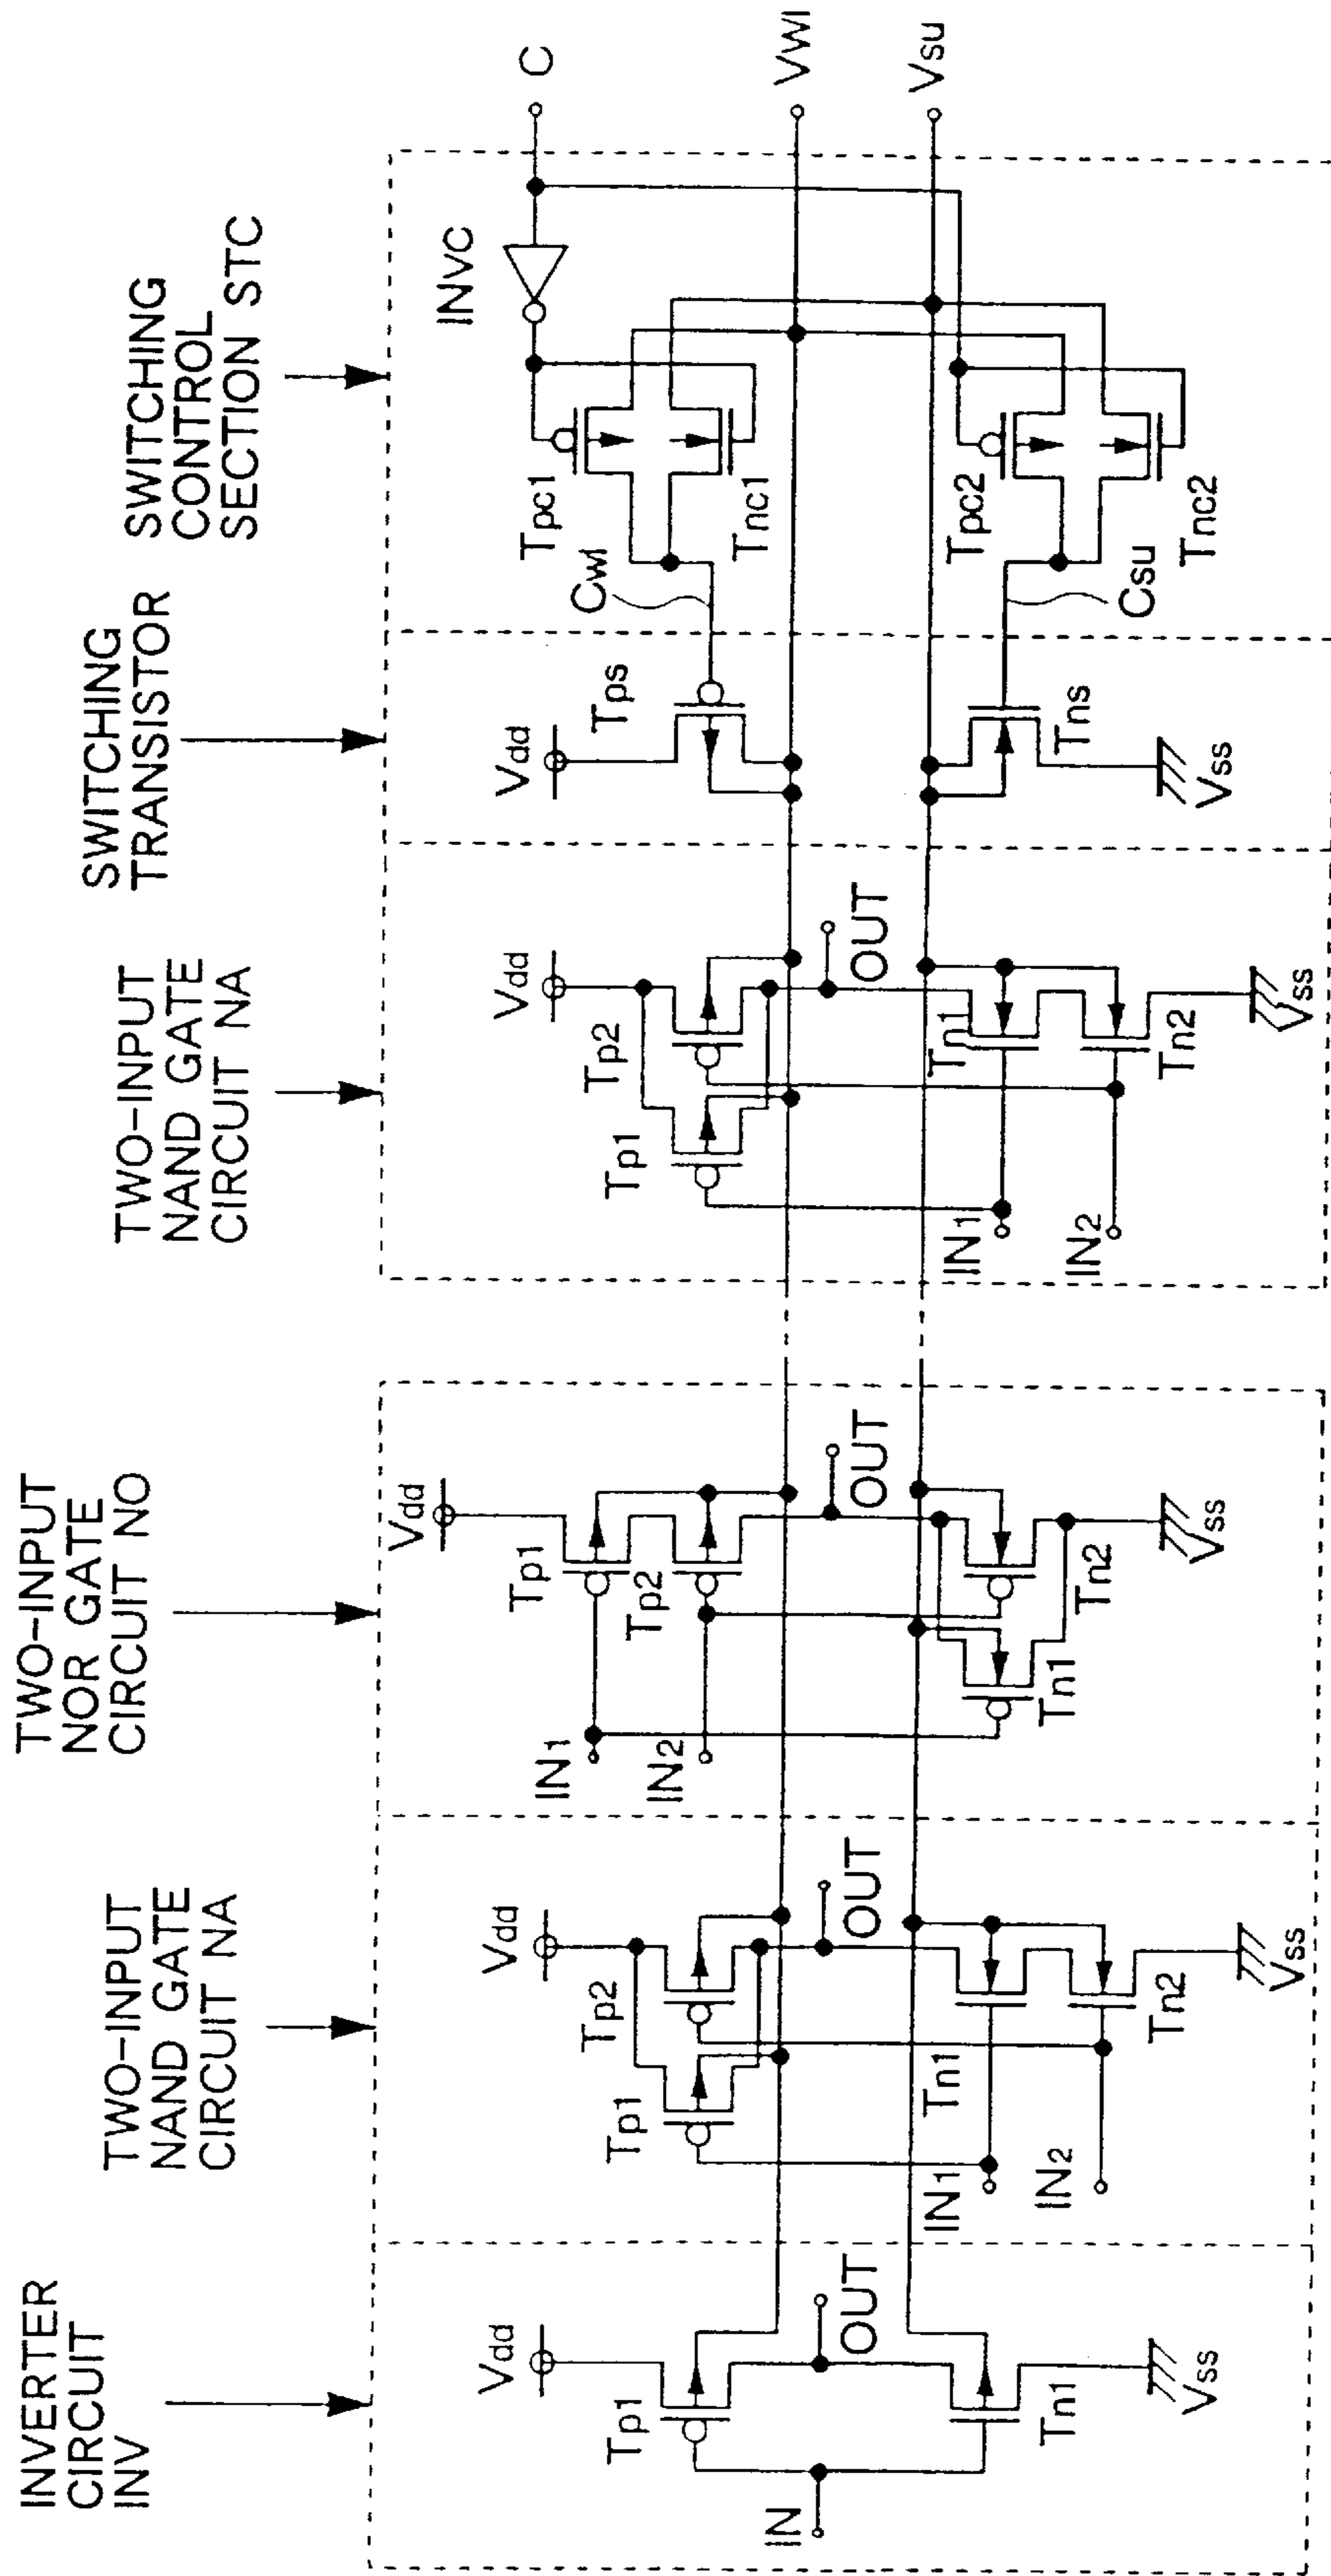 INVERTER
CIRCUIT
INV
TWO-INPUT
NAND GATE
CIRCUIT NA
TWO-INPUT
NOR GATE
CIRCUIT NO
TWO-INPUT
NAND GATE
CIRCUIT NA
SWITCHING
TRANSISTOR
SWITCHING
CONTROL
SECTION STC
Vdd
Tp1
IN
OUT
Tn1
Vss
Vdd
Tp2
Tp1
OUT
IN1
Tn1
IN2
Tn2
Vss
Vdd
Tp1
Tp2
IN1
IN2
OUT
Tn1
Tn2
Vss
Vdd
Tp2
Tp1
OUT
IN1
Tn1
IN2
Tn2
Vss
Vdd
Tps
Tns
Vss
INVC
C
Tpc1
Tnc1
Cwl
Vwl
Vsu
Tpc2
Tnc2
Csu